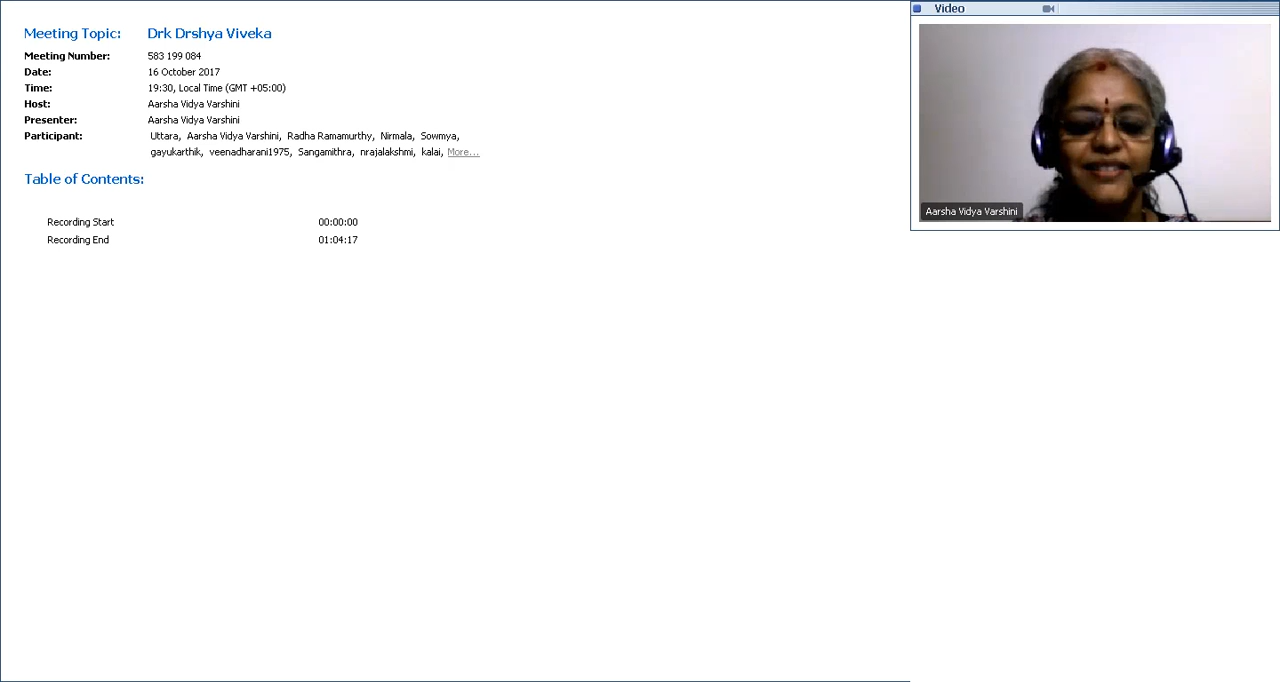 Meeting Topic: Drk Drshya Viveka
Meeting Number: 583 199 084
Date: 16 October 2017
Time: 19:30, Local Time (GMT +05:00)
Host: Aarsha Vidya Varshini
Presenter: Aarsha Vidya Varshini
Participant: Uttara, Aarsha Vidya Varshini, Radha Ramamurthy, Nirmala, Sowmya,
gayukarthik, veenadharani1975, Sangamithra, nrajalakshmi, kalai, More...
Table of Contents:
Recording Start 00:00:00
Recording End 01:04:17
Video
Aarsha Vidya Varshini